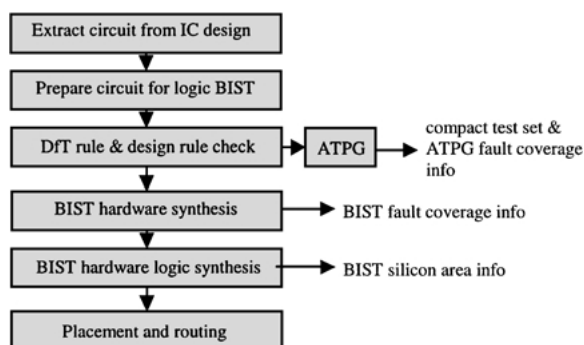 Extract circuit from IC design
Prepare circuit for logic BIST
DfT rule & design rule check
ATPG
compact test set &
ATPG fault coverage
info
BIST hardware synthesis
BIST fault coverage info
BIST hardware logic synthesis
BIST silicon area info
Placement and routing